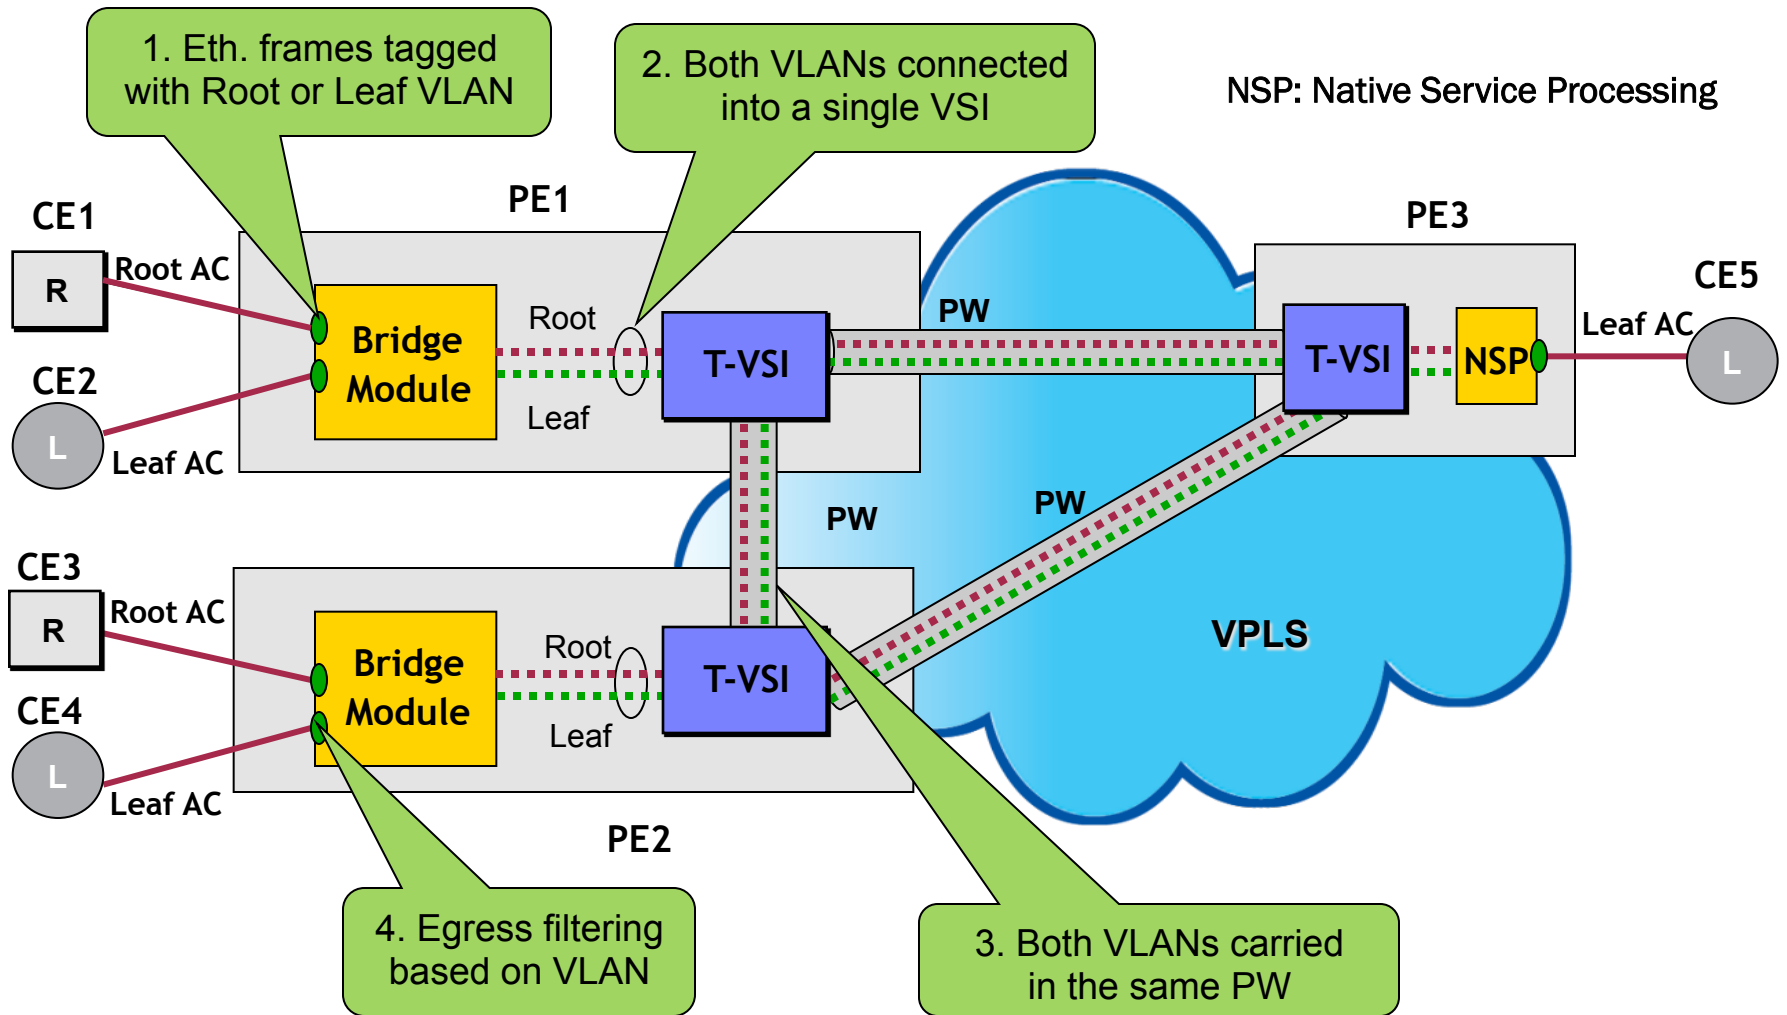 1. Eth. frames tagged
with Root or Leaf VLAN
2. Both VLANs connected
into a single VSI
NSP: Native Service Processing
PE1
CE1
R
Root AC
CE2
L
Leaf AC
Bridge
Module
Root
Leaf
T-VSI
PW
PE3
T-VSI
NSP
Leaf AC
CE5
L
PW
PW
VPLS
CE3
R
Root AC
CE4
L
Leaf AC
Bridge
Module
Root
Leaf
T-VSI
PE2
4. Egress filtering
based on VLAN
3. Both VLANs carried
in the same PW